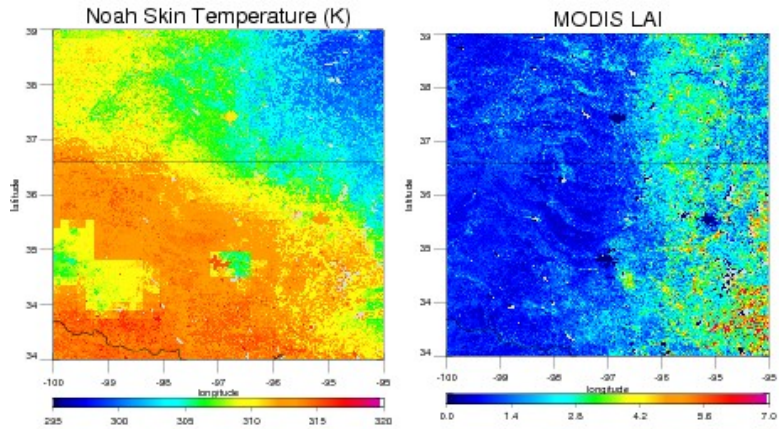 Noah Skin Temperature (K)
39
38
37
36
35
34
34
latitude
-100 -99 -98 -97 -96 -95
longitude
295 300 305 310 315 320
MODIS LAI
39
38
37
36
35
34
34
latitude
-100 -99 -98 -97 -96 -95
longitude
0.0 1.4 2.8 4.2 5.6 7.0